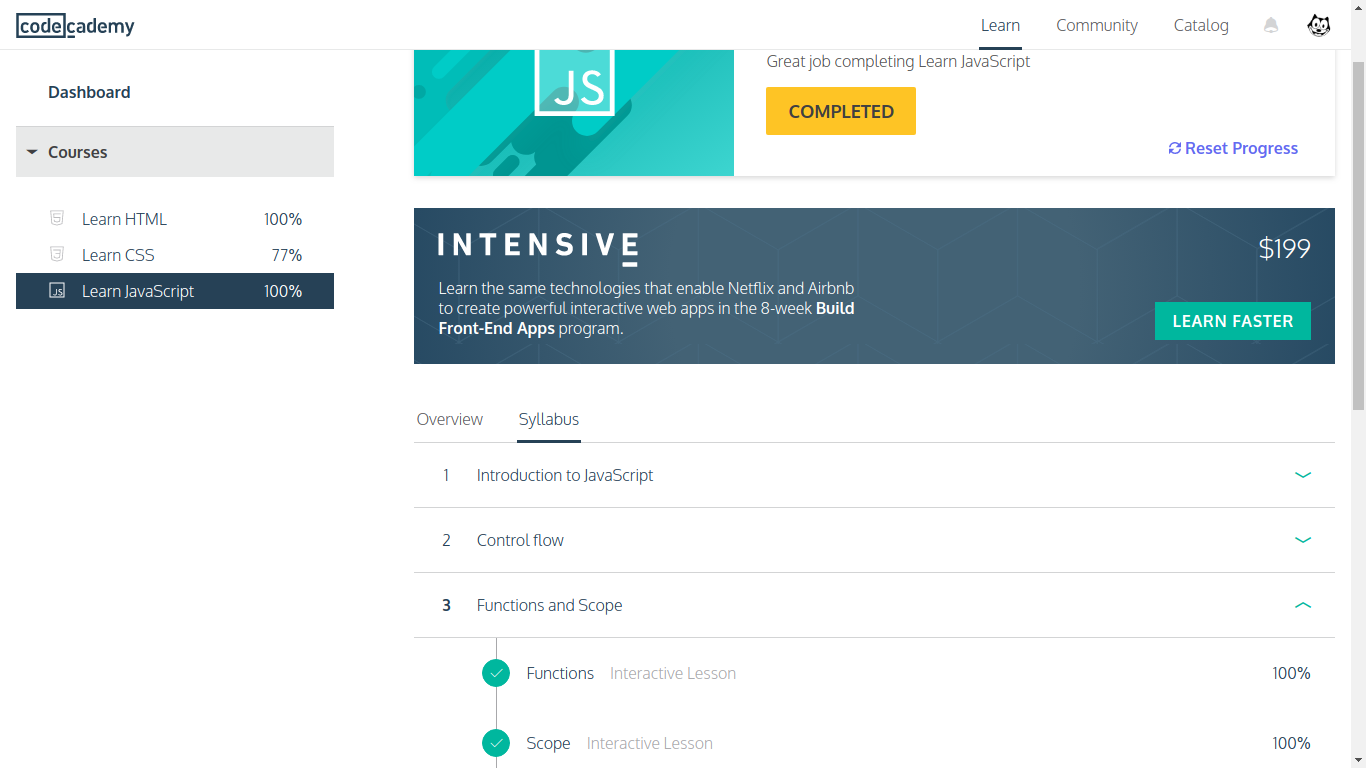 codecademy
Learn
Community
Catalog
Dashboard
Courses
Learn HTML 100%
Learn CSS 77%
Learn JavaScript 100%
JS
Great job completing Learn JavaScript
COMPLETED
Reset Progress
INTENSIVE
$199
Learn the same technologies that enable Netflix and Airbnb
to create powerful interactive web apps in the 8-week Build
Front-End Apps program.
LEARN FASTER
Overview
Syllabus
1 Introduction to JavaScript
2 Control flow
3 Functions and Scope
Functions Interactive Lesson 100%
Scope Interactive Lesson 100%